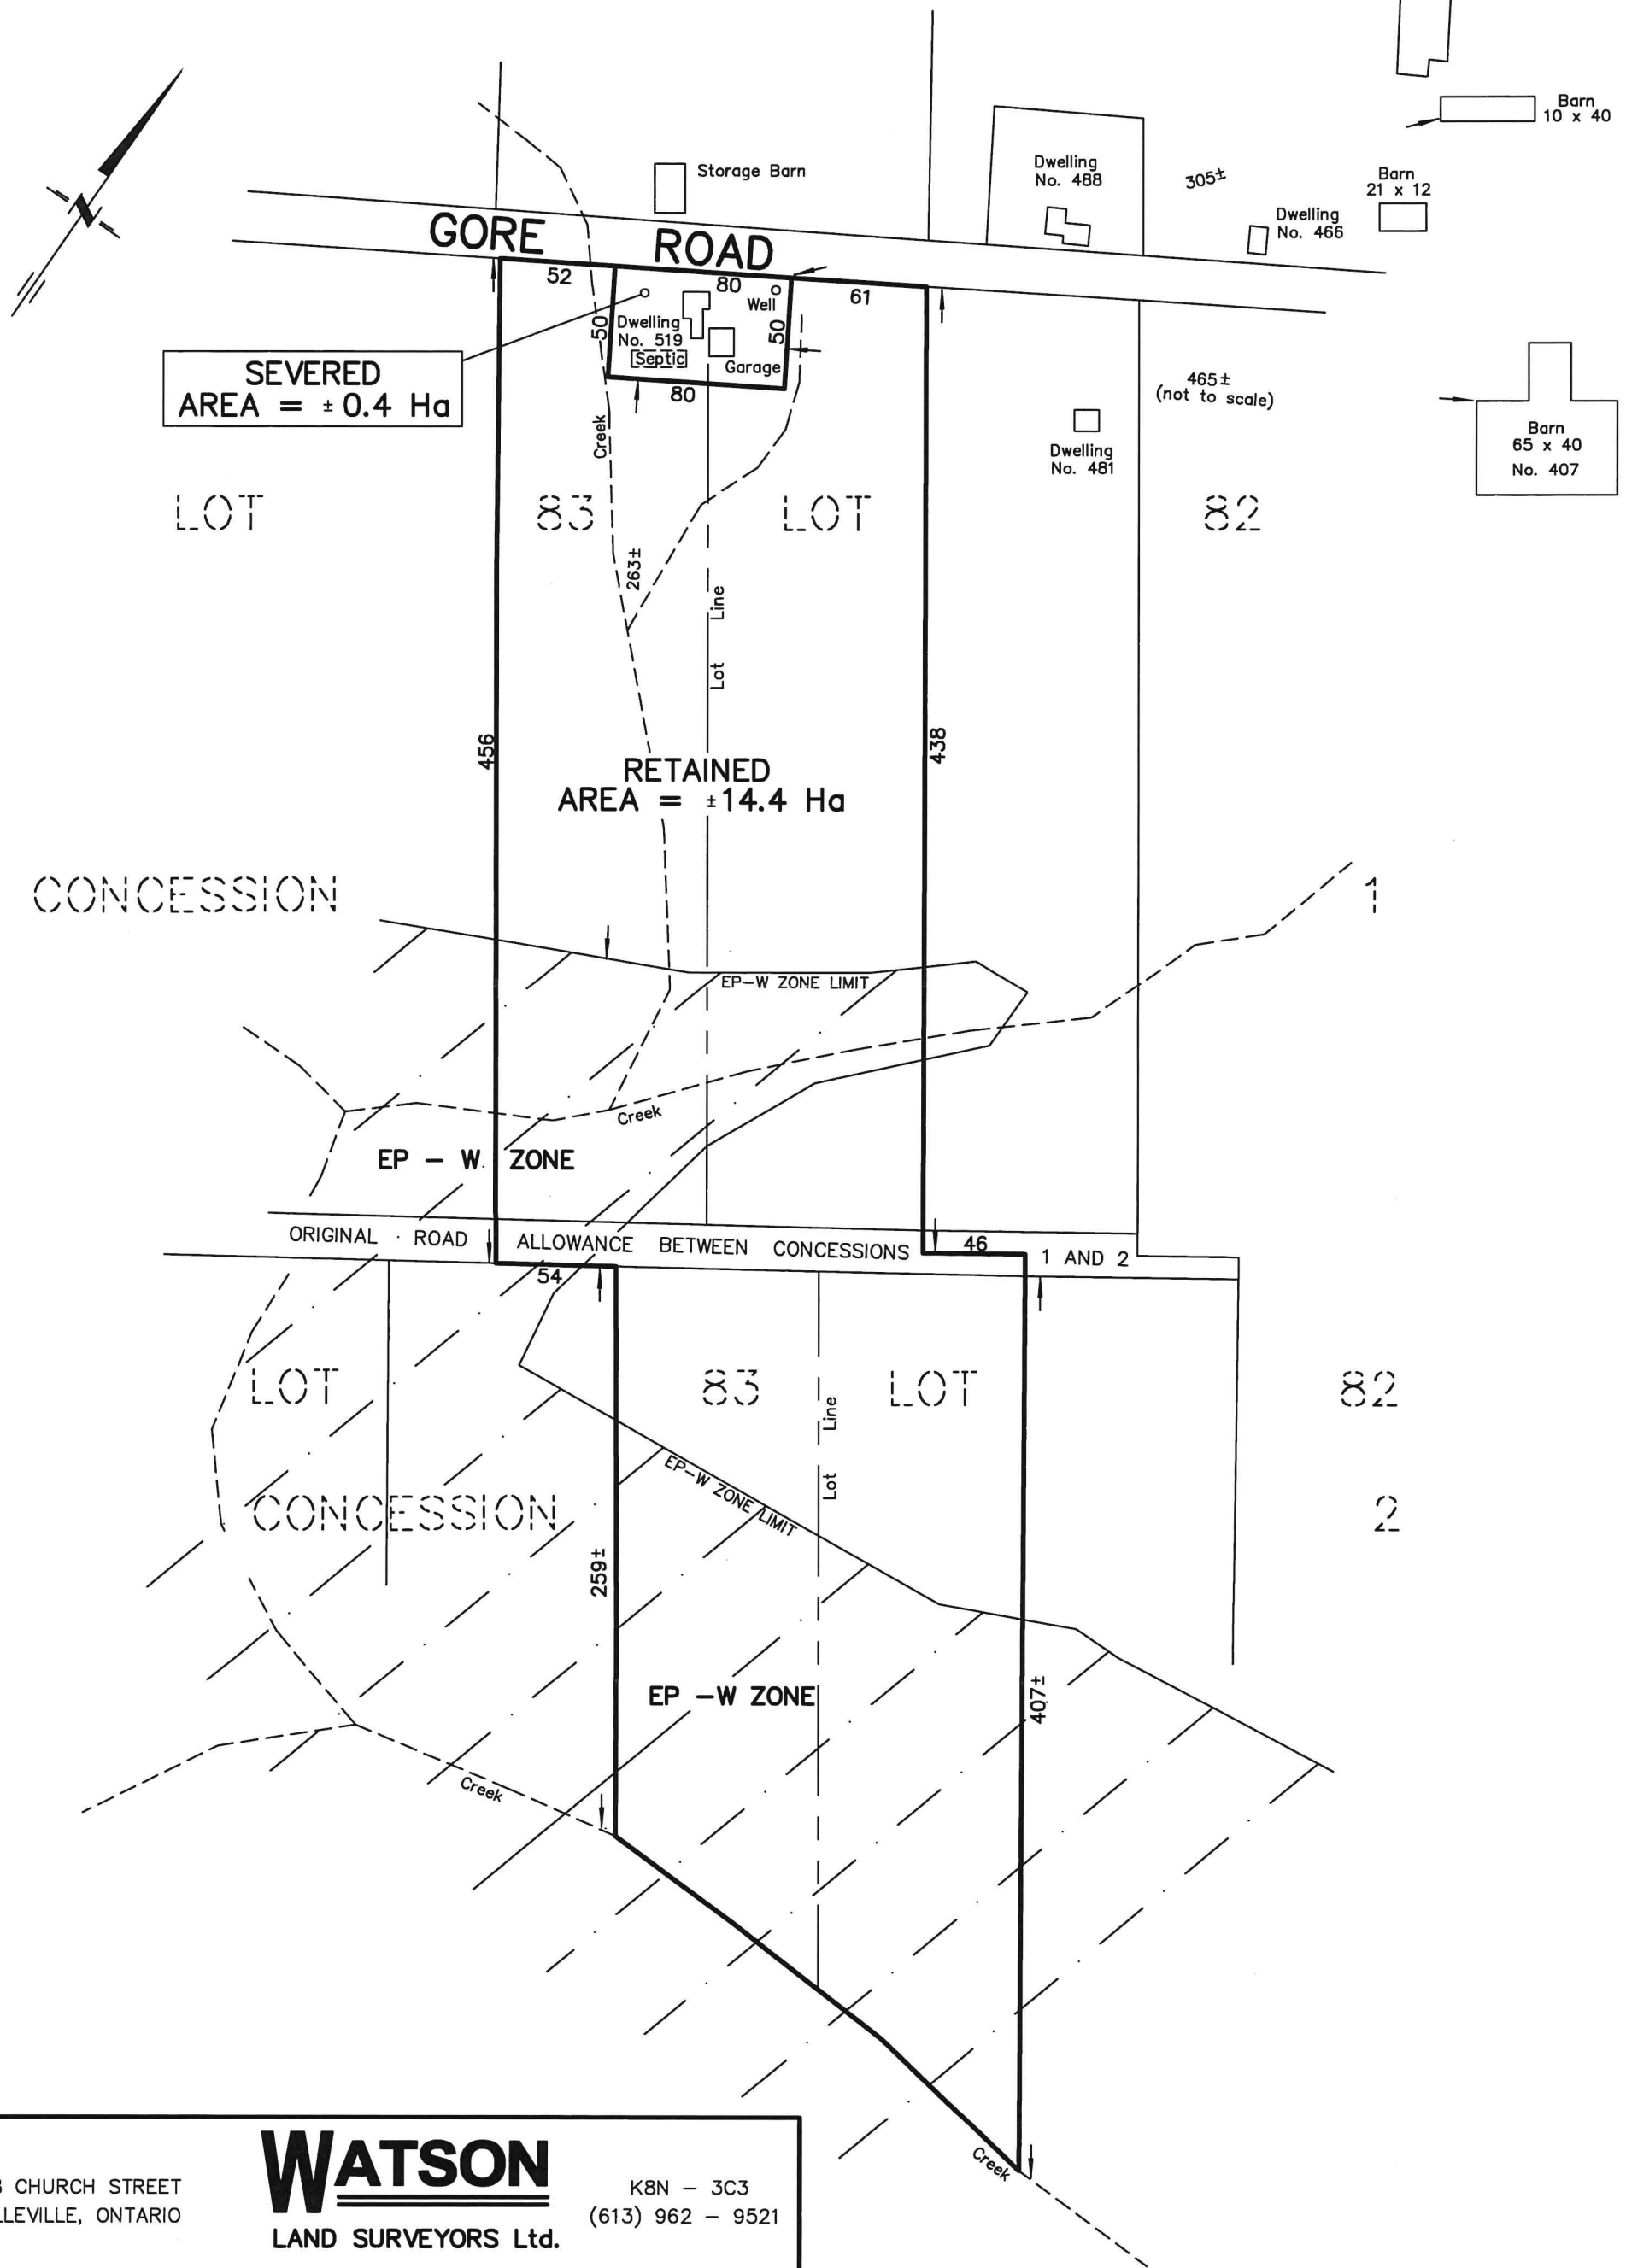 Barn
10 x 40
Storage Barn
Dwelling
No. 488
305±
Barn
21 x 12
Dwelling
No. 466
GORE ROAD
52
80
61
Well
50
Dwelling
No. 519
Septic
50
Garage
80
SEVERED
AREA = ±0.4 Ha
465±
(not to scale)
Dwelling
No. 481
Barn
65 x 40
No. 407
Creek
LOT 83 LOT 82
263±
Lot Line
456
438
RETAINED
AREA = ±14.4 Ha
CONCESSION 1
EP-W ZONE LIMIT
Creek
EP - W ZONE
ORIGINAL ROAD ALLOWANCE BETWEEN CONCESSIONS 1 AND 2
46
54
LOT 83 LOT 82
Lot Line
EP-W ZONE LIMIT
CONCESSION 2
259±
EP -W ZONE
407±
Creek
Creek
CHURCH STREET
LLEVILLE, ONTARIO
WATSON
LAND SURVEYORS Ltd.
K8N - 3C3
(613) 962 - 9521